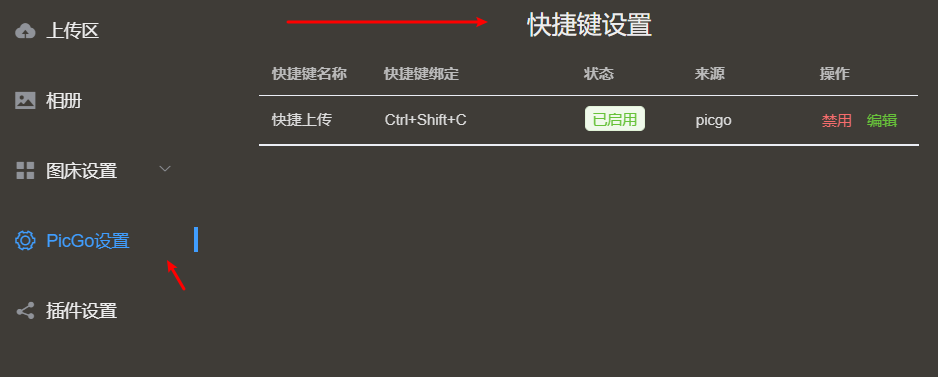 上传区
相册
图床设置
PicGo设置
插件设置
快捷键设置
快捷键名称 快捷键绑定 状态 来源 操作
快捷上传 Ctrl+Shift+C 已启用 picgo 禁用 编辑